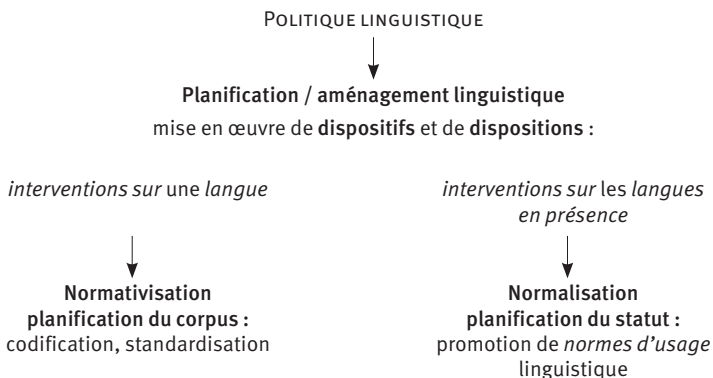 POLITIQUE LINGUISTIQUE
Planification / aménagement linguistique
mise en œuvre de dispositifs et de dispositions :
interventions sur une langue
interventions sur les langues
en présence
Normativisation
planification du corpus :
codification, standardisation
Normalisation
planification du statut :
promotion de normes d'usage
linguistique